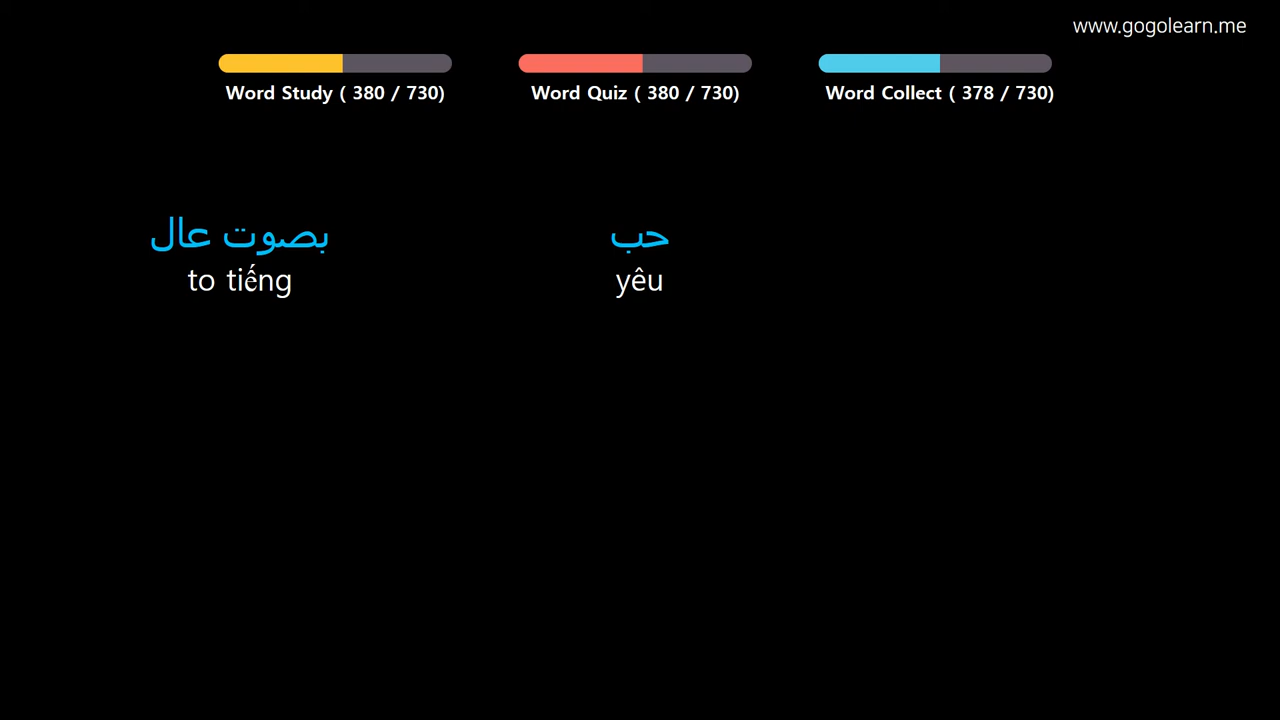 www.gogolearn.me
Word Study ( 380 / 730)
Word Quiz ( 380 / 730)
Word Collect ( 378 / 730)
بصوت عال
to tiếng
حب
yêu